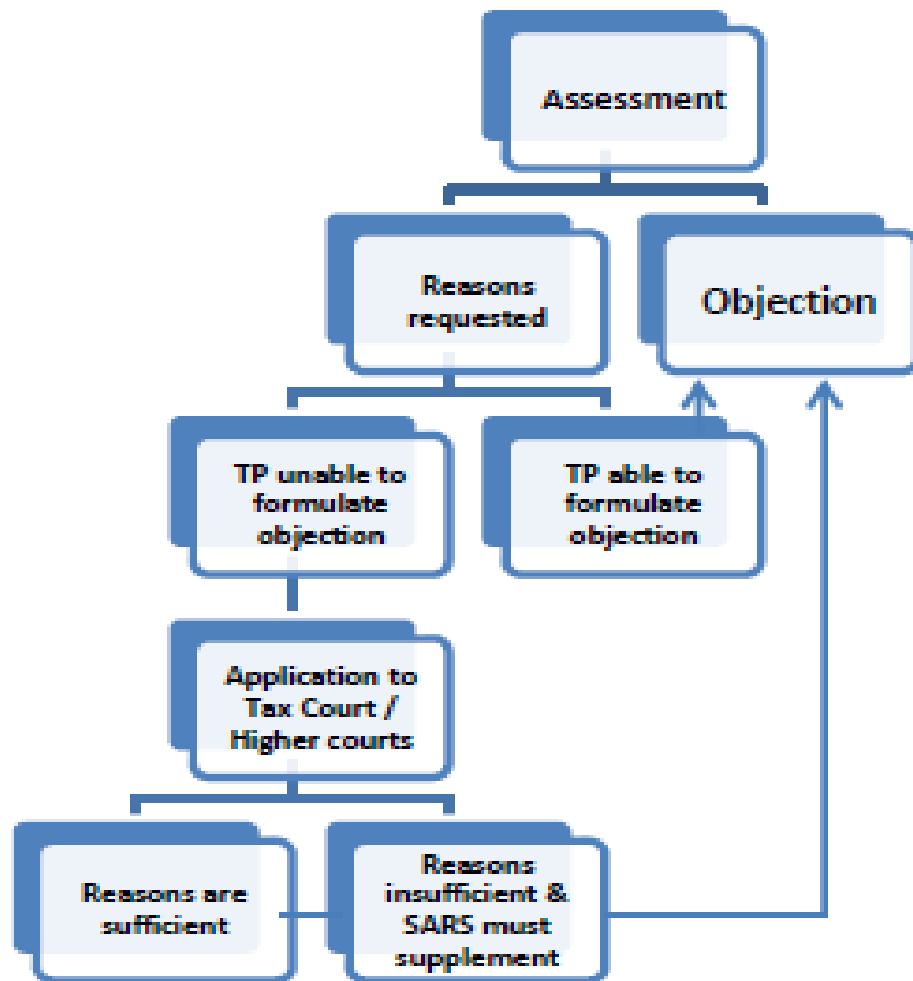 Assessment
Reasons
requested
Objection
TP unable to
formulate
objection
TP able to
formulate
objection
Application to
Tax Court /
Higher courts
Reasons are
sufficient
Reasons
insufficient &
SARS must
supplement